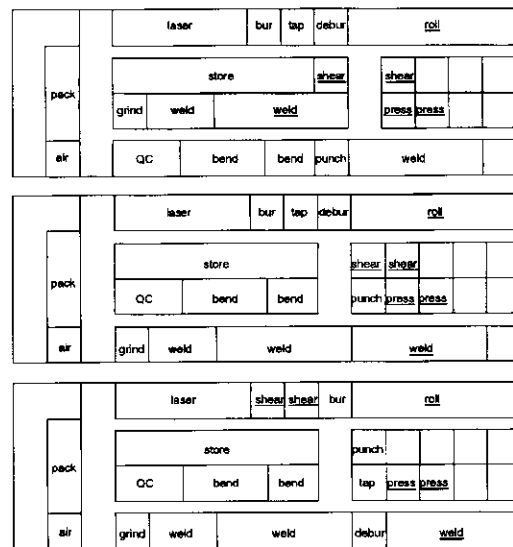 laser bur tap debur roll
store shear shear
pack
grind weld weld press press
air QC bend bend punch weld
laser bur tap debur roll
store shear shear
pack
QC bend bend punch press press
air grind weld weld weld
laser shear shear bur roll
store punch
pack
QC bend bend tap press press
air grind weld weld debur weld